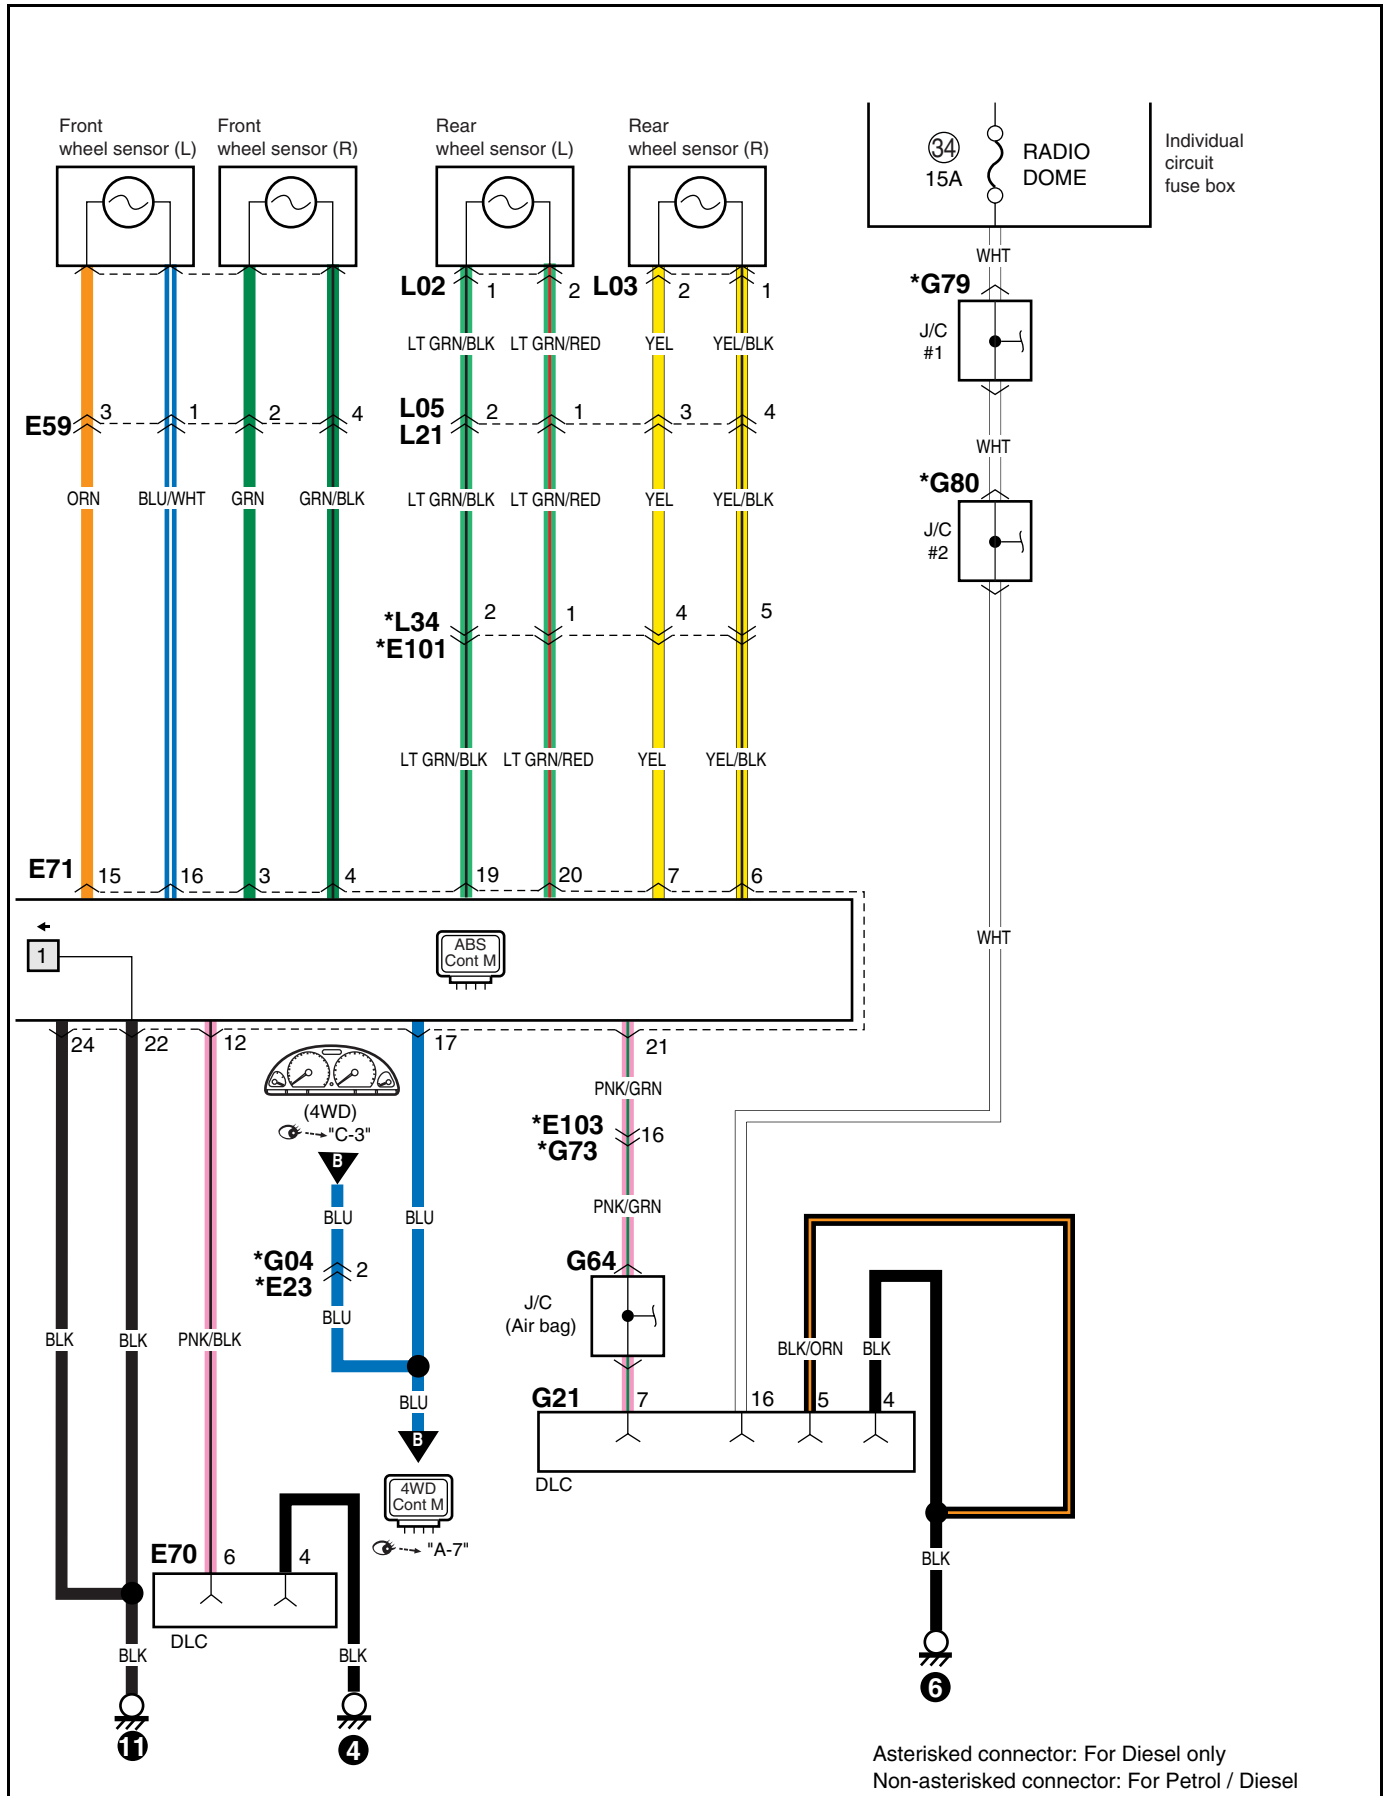 Front
wheel sensor (L)
Front
wheel sensor (R)
Rear
wheel sensor (L)
Rear
wheel sensor (R)
34
15A
RADIO
DOME
Individual
circuit
fuse box
WHT
*G79
J/C
#1
L02 1 2 L03 2 1
LT GRN/BLK LT GRN/RED YEL YEL/BLK
E59 3 1 2 4
L05
L21
2 1 3 4
WHT
*G80
J/C
#2
ORN BLU/WHT GRN GRN/BLK LT GRN/BLK LT GRN/RED YEL YEL/BLK
*L34
*E101
2 1 4 5
LT GRN/BLK LT GRN/RED YEL YEL/BLK
E71 15 16 3 4 19 20 7 6
WHT
1
ABS
Cont M
24 22 12 17 21
(4WD)
"C-3"
B
PNK/GRN
*E103
*G73
16
PNK/GRN
BLU BLU
*G04
*E23
2
BLU
G64
J/C
(Air bag)
BLK BLK PNK/BLK
BLK/ORN BLK
BLU
B
G21 7 16 5 4
DLC
4WD
Cont M
"A-7"
E70 6 4
DLC
BLK
BLK
BLK
6
11
4
Asterisked connector: For Diesel only
Non-asterisked connector: For Petrol / Diesel